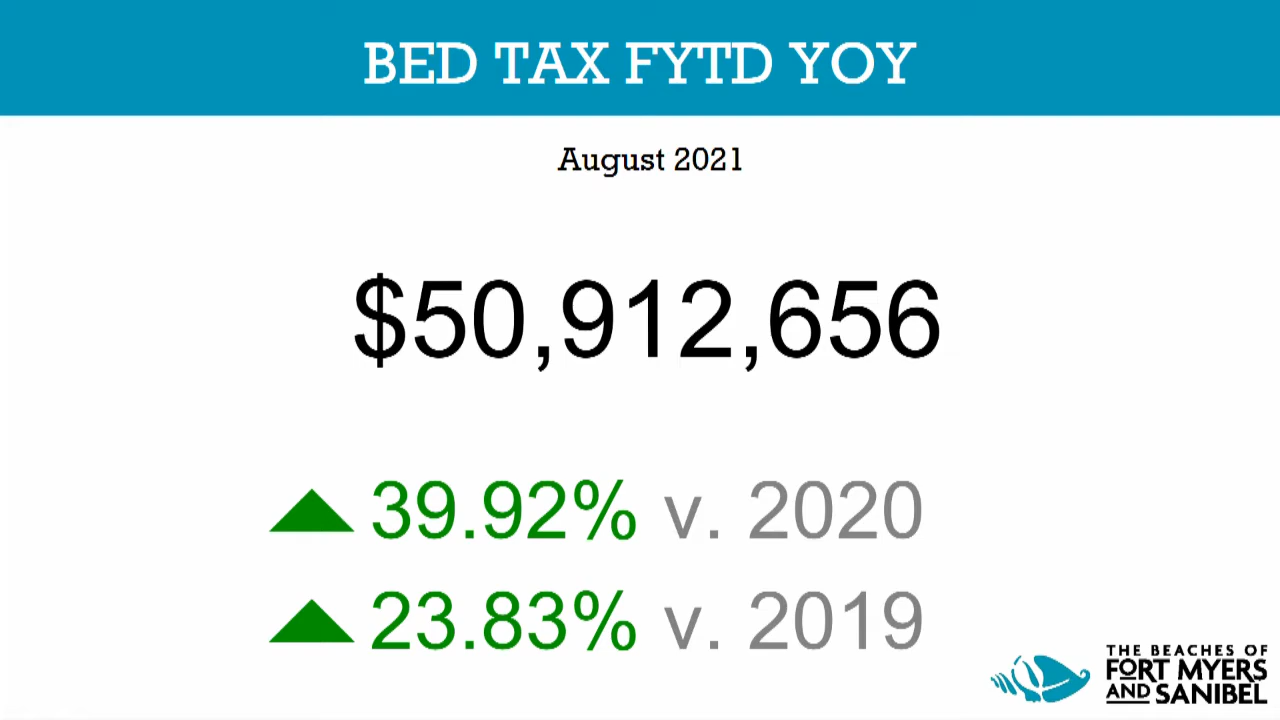 BED TAX FYTD YOY
August 2021
$50,912,656
39.92% v. 2020
23.83% v. 2019
THE BEACHES OF
FORT MYERS
AND SANIBEL